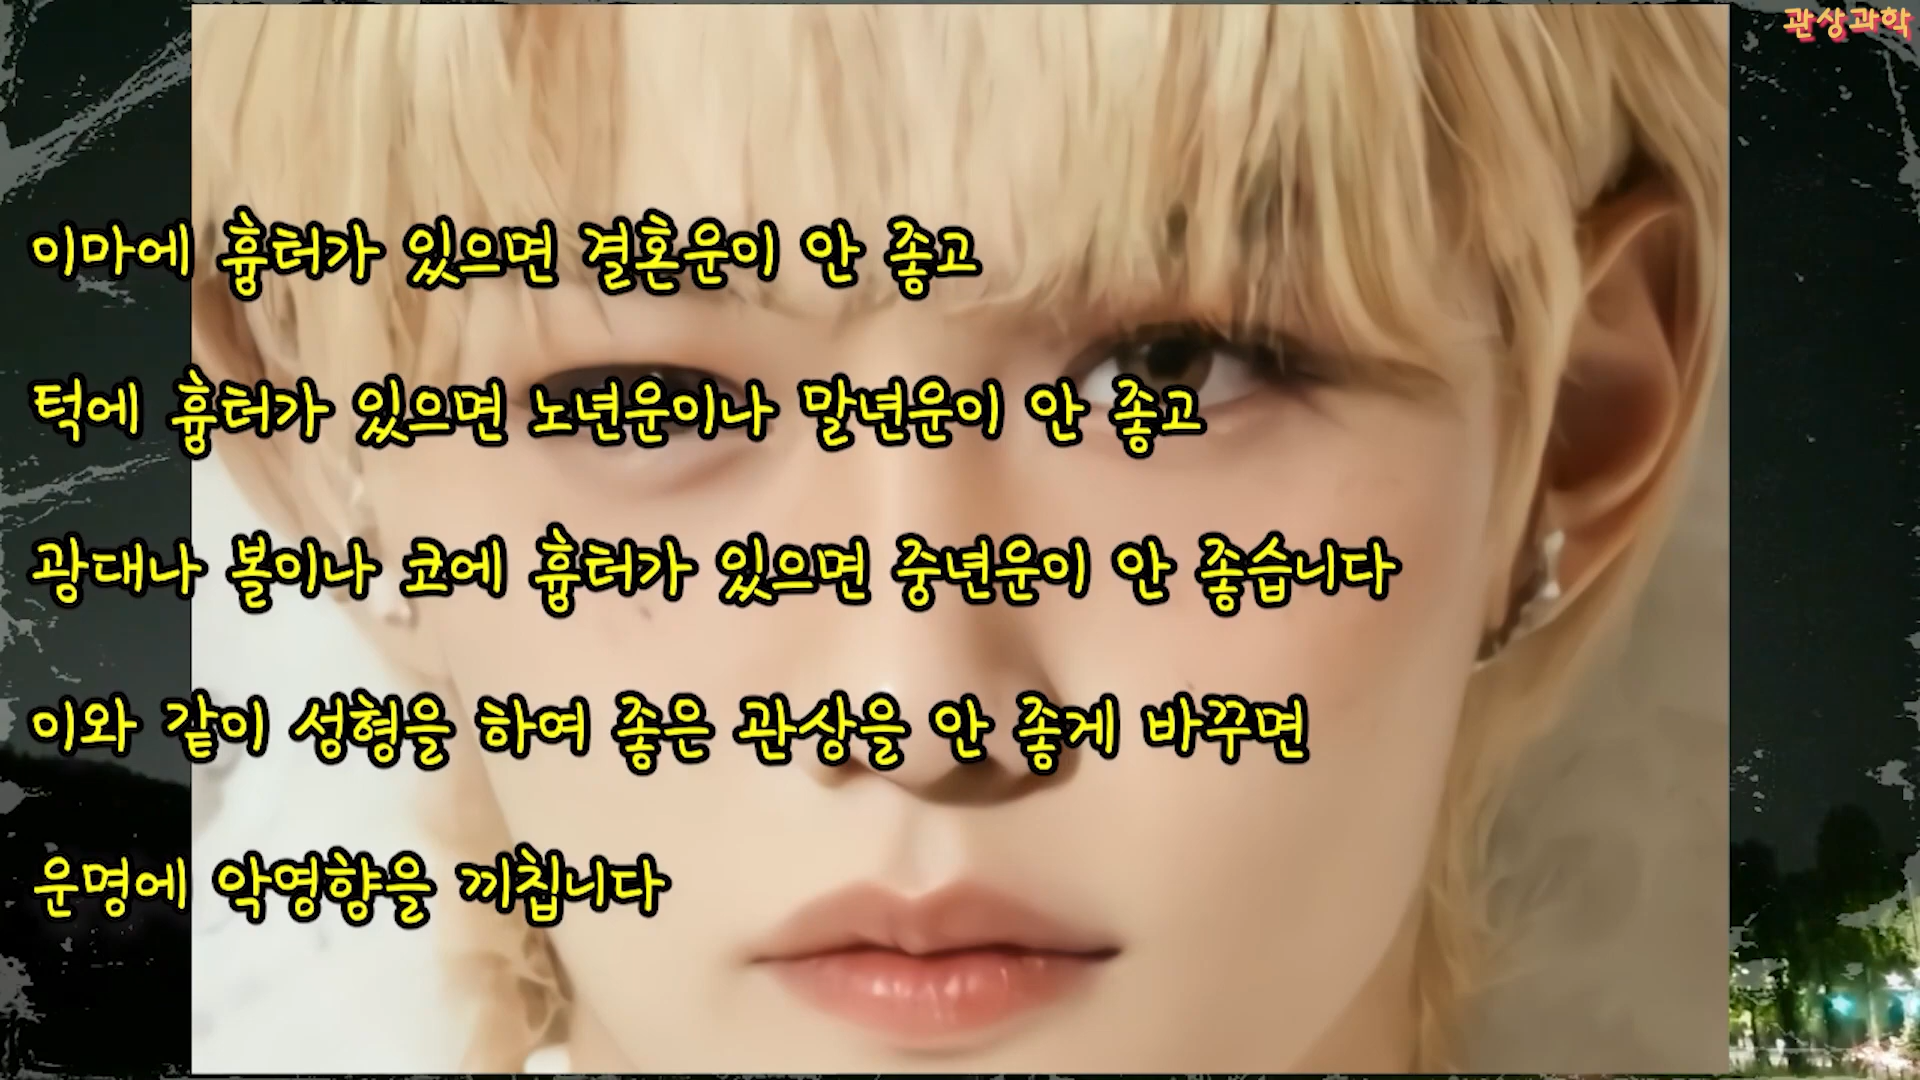 관상과학
이마에 흉터가 있으면 결혼운이 안 좋고
턱에 흉터가 있으면 노년운이나 말년운이 안 좋고
광대나 볼이나 코에 흉터가 있으면 중년운이 안 좋습니다
이와 같이 성형을 하여 좋은 관상을 안 좋게 바꾸면
운명에 악영향을 끼칩니다